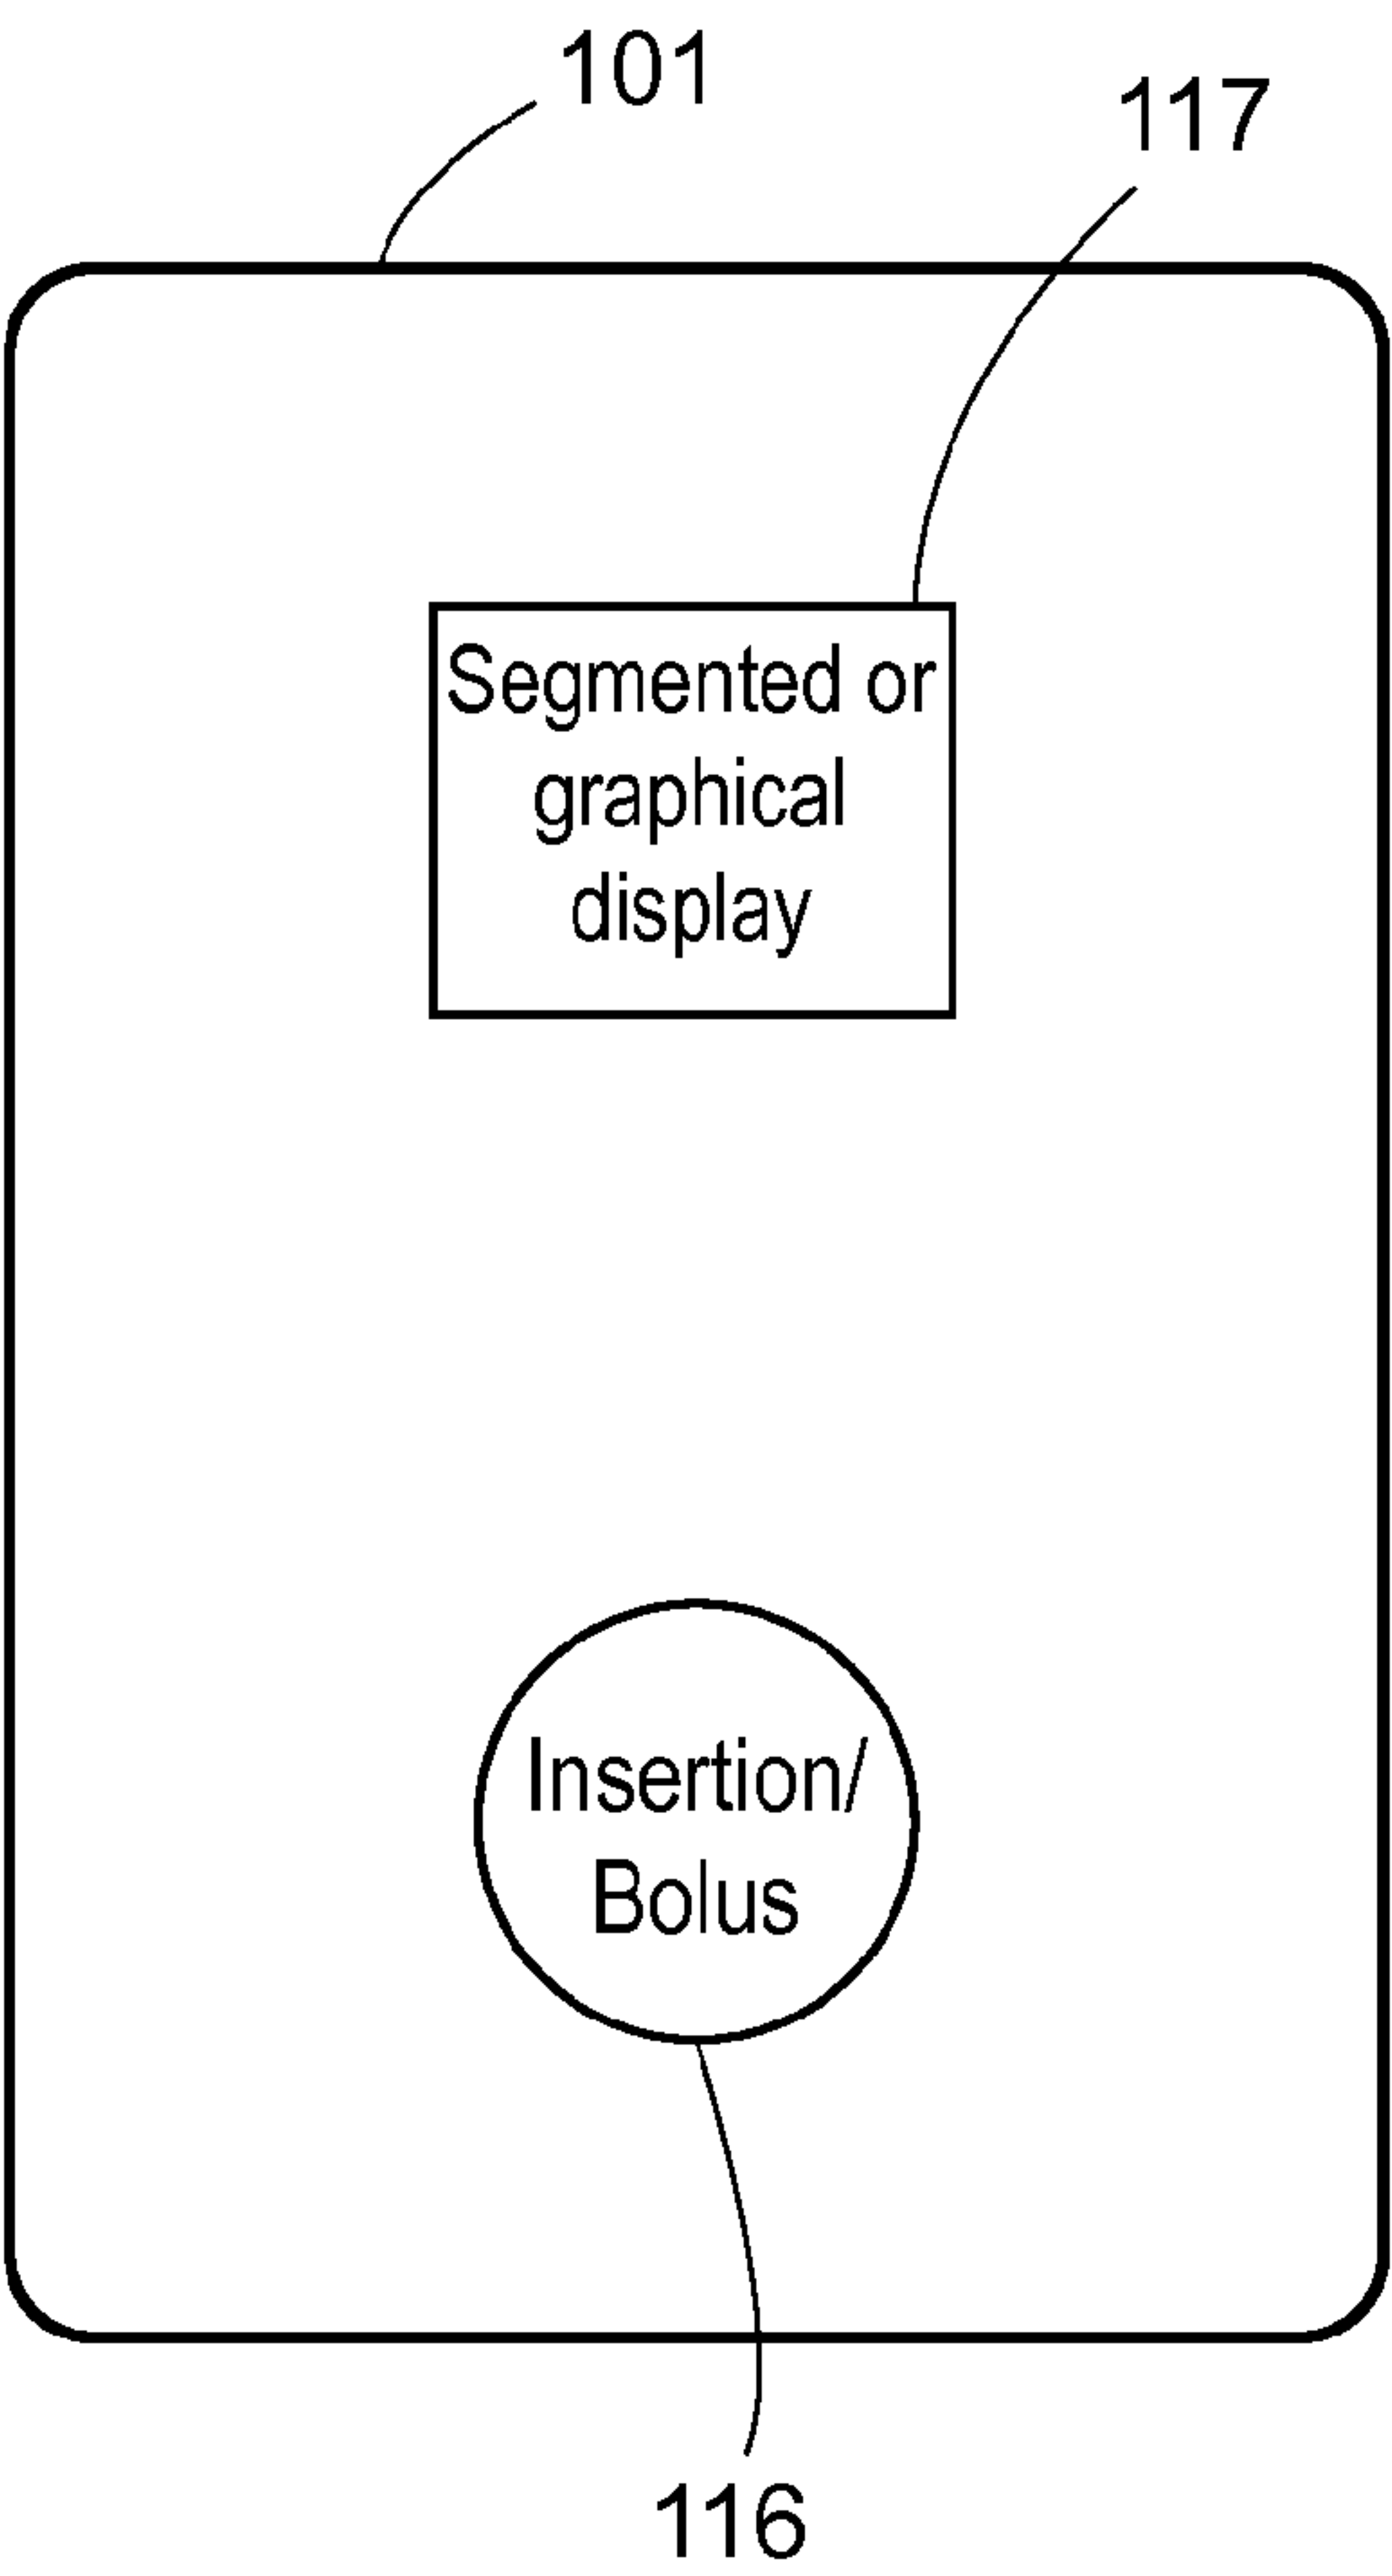 101
117
Segmented or
graphical
display
Insertion/
Bolus
116